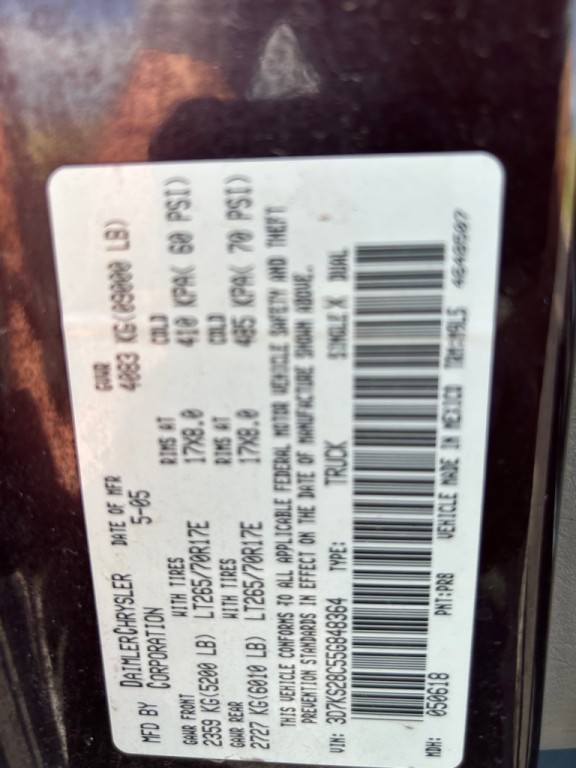 MFD BY DAIMLERCHRYSLER DATE OF MFR GVWR
CORPORATION 5-05 4083 KG(09000 LB)
GAWR FRONT WITH TIRES RIMS AT COLD
2359 KG(5200 LB) LT265/70R17E 17X8.0 410 KPA( 60 PSI)
GAWR REAR WITH TIRES RIMS AT COLD
2727 KG(6010 LB) LT265/70R17E 17X8.0 485 KPA( 70 PSI)
THIS VEHICLE CONFORMS TO ALL APPLICABLE FEDERAL MOTOR VEHICLE SAFETY AND THEFT
PREVENTION STANDARDS IN EFFECT ON THE DATE OF MANUFACTURE SHOWN ABOVE.
VIN: 3D7KS28C55G848364 TYPE: TRUCK SINGLE X DUAL
MDH: 050618 PNT:PR8 VEHICLE MADE IN MEXICO